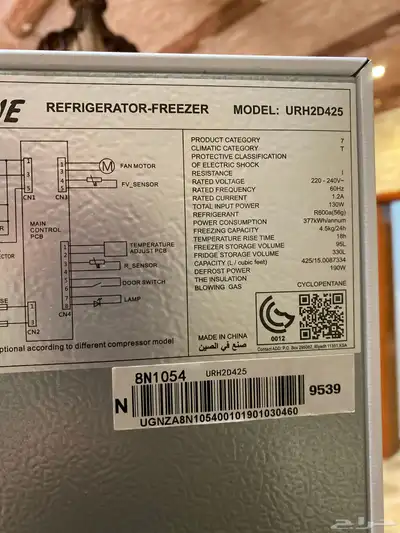 REFRIGERATOR-FREEZER MODEL: URH2D425
FAN MOTOR
FV_SENSOR
CN1
CN3
MAIN
CONTROL
PCB
TEMPERATURE
ADJUST PCB
R_SENSOR
DOOR SWITCH
LAMP
CN2
CN4
optional according to different compressor model
PRODUCT CATEGORY 7
CLIMATIC CATEGORY T
PROTECTIVE CLASSIFICATION
OF ELECTRIC SHOCK
RESISTANCE I
RATED VOLTAGE 220 - 240V~
RATED FREQUENCY 60Hz
RATED CURRENT 1.2A
TOTAL INPUT POWER 130W
REFRIGERANT R600a(56g)
POWER CONSUMPTION 377kWh/annum
FREEZING CAPACITY 4.5kg/24h
TEMPERATURE RISE TIME 18h
FREEZER STORAGE VOLUME 95L
FRIDGE STORAGE VOLUME 330L
CAPACITY (L / cubic feet) 425/15.0087334
DEFROST POWER 190W
THE INSULATION
BLOWING GAS CYCLOPENTANE
MADE IN CHINA
صنع في الصين
0012
8N1054 URH2D425
N 9539
UGNZA8N105400101901030460
حراج